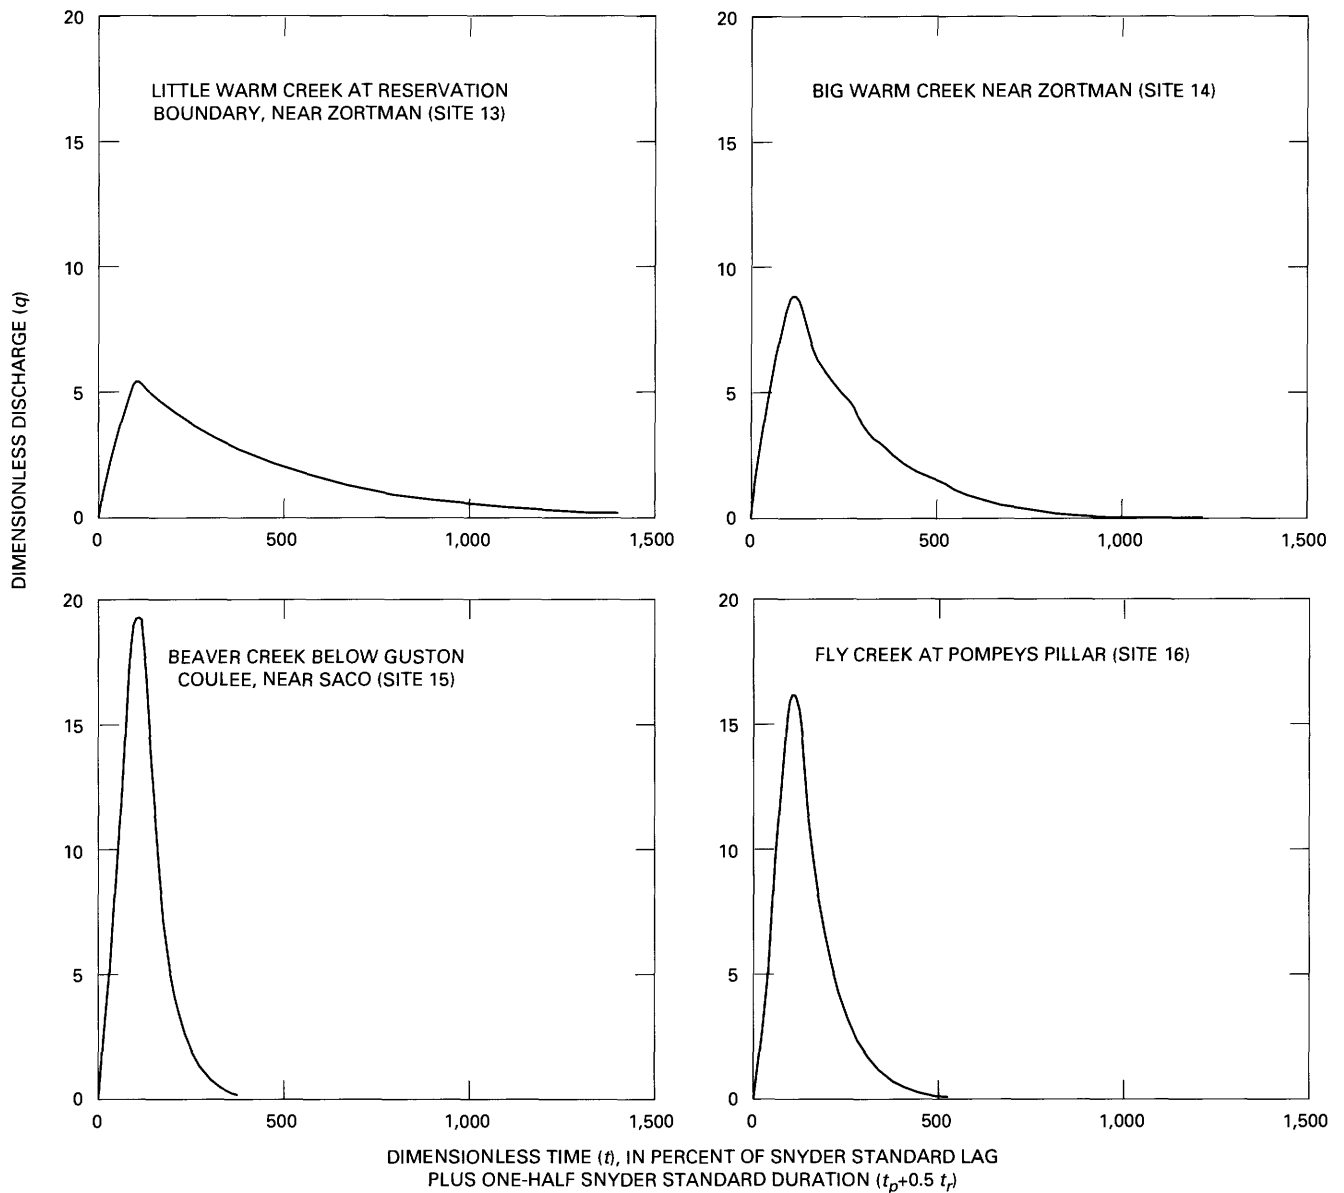 DIMENSIONLESS DISCHARGE (q)
20
15
10
5
0
0 500 1,000 1,500
LITTLE WARM CREEK AT RESERVATION
BOUNDARY, NEAR ZORTMAN (SITE 13)
20
15
10
5
0
0 500 1,000 1,500
BIG WARM CREEK NEAR ZORTMAN (SITE 14)
20
15
10
5
0
0 500 1,000 1,500
BEAVER CREEK BELOW GUSTON
COULEE, NEAR SACO (SITE 15)
20
15
10
5
0
0 500 1,000 1,500
FLY CREEK AT POMPEYS PILLAR (SITE 16)
DIMENSIONLESS TIME (t), IN PERCENT OF SNYDER STANDARD LAG
PLUS ONE-HALF SNYDER STANDARD DURATION (tp+0.5 tr)